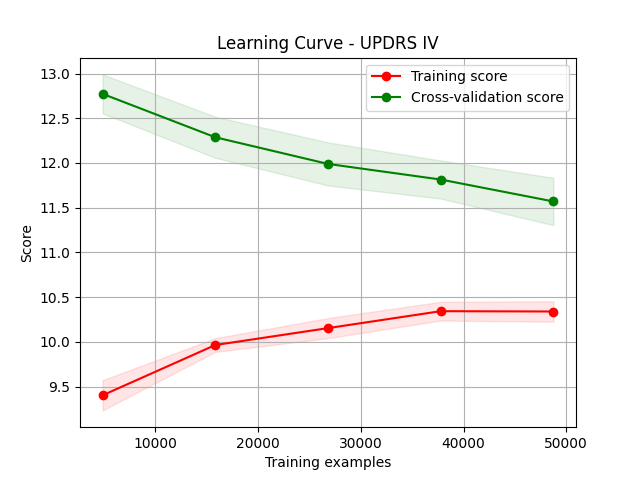 Learning Curve - UPDRS IV
Training score
Cross-validation score
13.0
12.5
12.0
11.5
11.0
10.5
10.0
9.5
Score
10000
20000
30000
40000
50000
Training examples